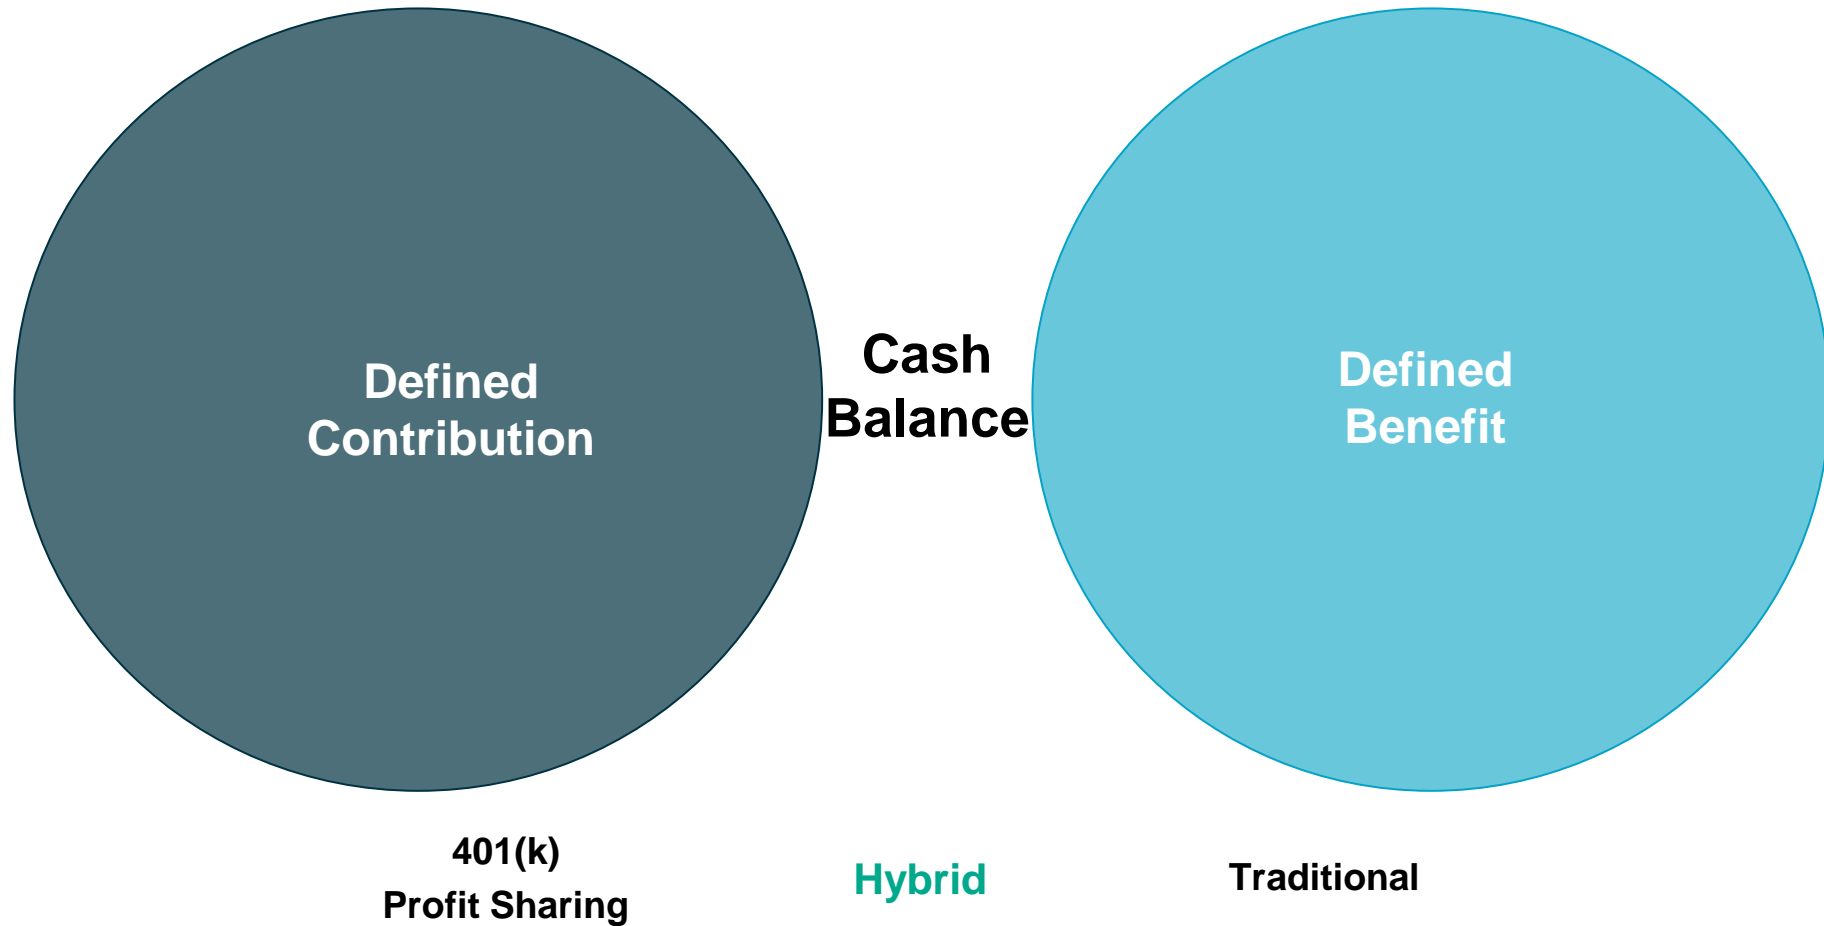 Defined
Contribution
Cash
Balance
Defined
Benefit
401(k)
Profit Sharing
Hybrid
Traditional